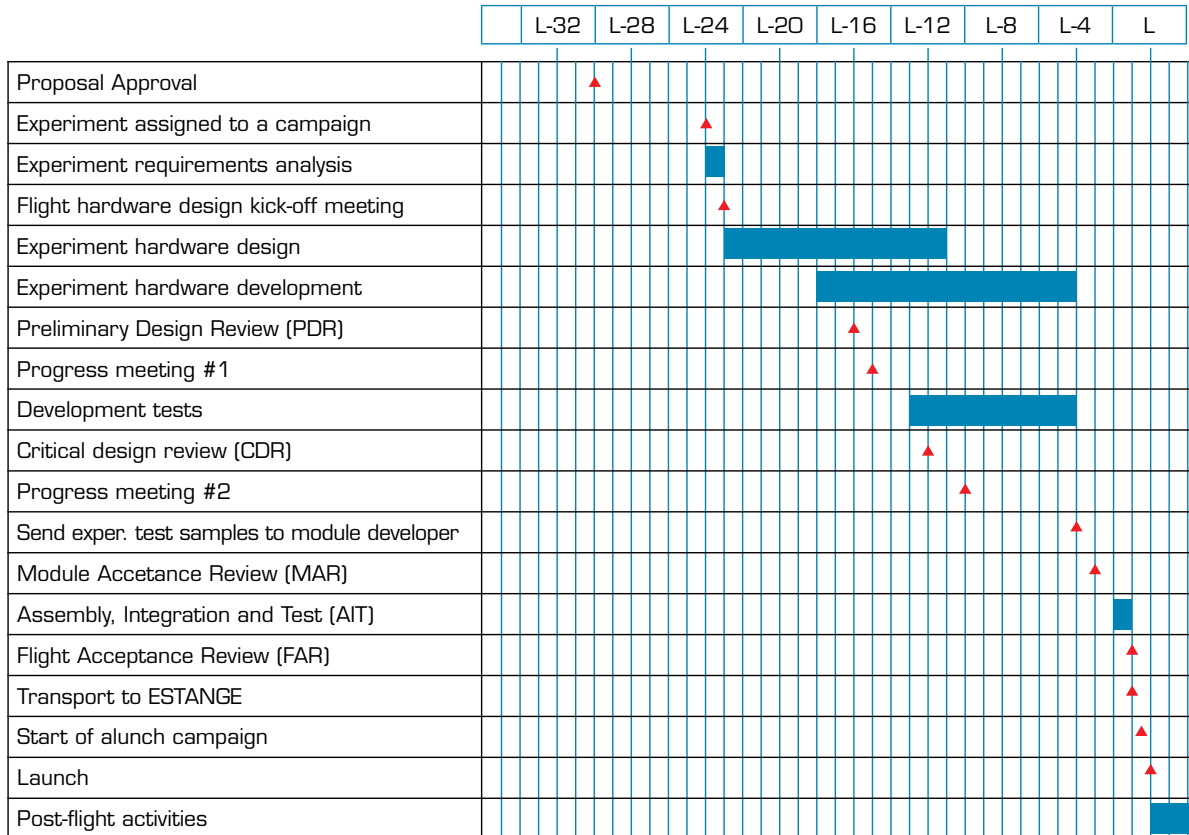 L-32 L-28 L-24 L-20 L-16 L-12 L-8 L-4 L
Proposal Approval
Experiment assigned to a campaign
Experiment requirements analysis
Flight hardware design kick-off meeting
Experiment hardware design
Experiment hardware development
Preliminary Design Review (PDR)
Progress meeting #1
Development tests
Critical design review (CDR)
Progress meeting #2
Send exper. test samples to module developer
Module Accetance Review (MAR)
Assembly, Integration and Test (AIT)
Flight Acceptance Review (FAR)
Transport to ESTANGE
Start of alunch campaign
Launch
Post-flight activities